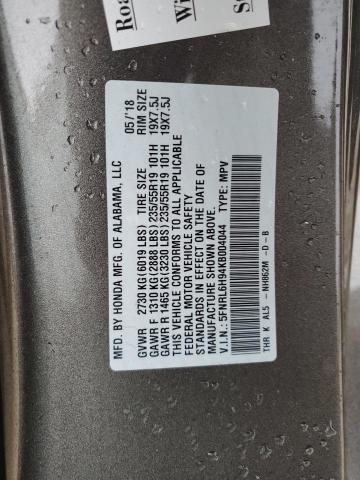 Roa
Wi
MFD. BY HONDA MFG. OF ALABAMA, LLC 05/'18
GVWR 2730 KG (6019 LBS) TIRE SIZE RIM SIZE
GAWR F 1310 KG (2888 LBS) 235/55R19 101H 19X7.5J
GAWR R 1465 KG (3230 LBS) 235/55R19 101H 19X7.5J
THIS VEHICLE CONFORMS TO ALL APPLICABLE
FEDERAL MOTOR VEHICLE SAFETY
STANDARDS IN EFFECT ON THE DATE OF
MANUFACTURE SHOWN ABOVE.
V.I.N.: 5FNRL6H94KB004044 TYPE: MPV
THR K AL5 - NH862M -D -B